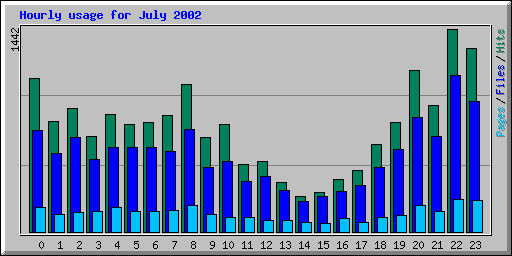 Hourly usage for July 2002
1442
Pages/Files/Hits
0 1 2 3 4 5 6 7 8 9 10 11 12 13 14 15 16 17 18 19 20 21 22 23